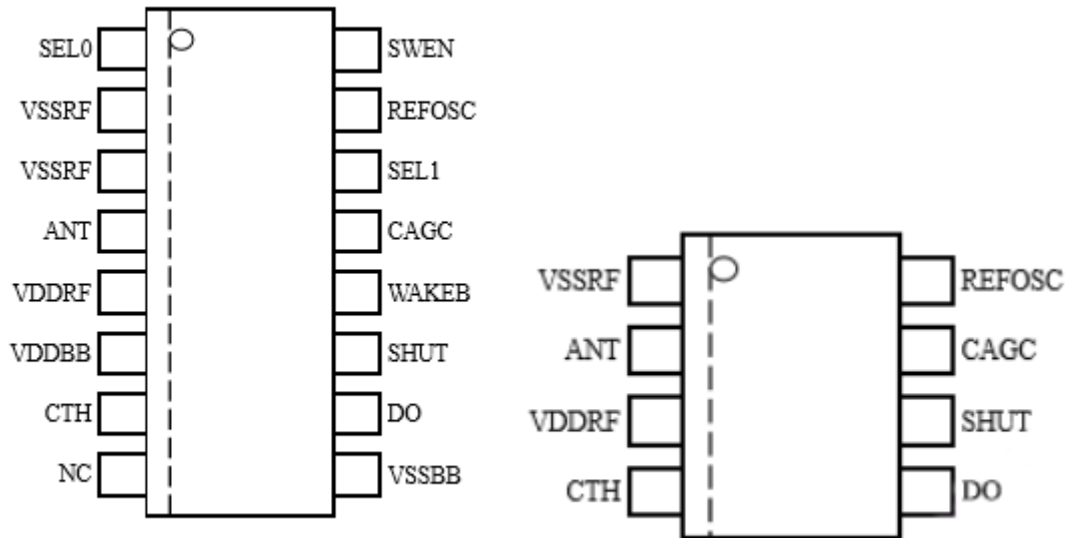 SEL0 SWEN
VSSRF REFOSC
VSSRF SEL1
ANT CAGC
VDDRF WAKEB
VDDBB SHUT
CTH DO
NC VSSBB
VSSRF REFOSC
ANT CAGC
VDDRF SHUT
CTH DO